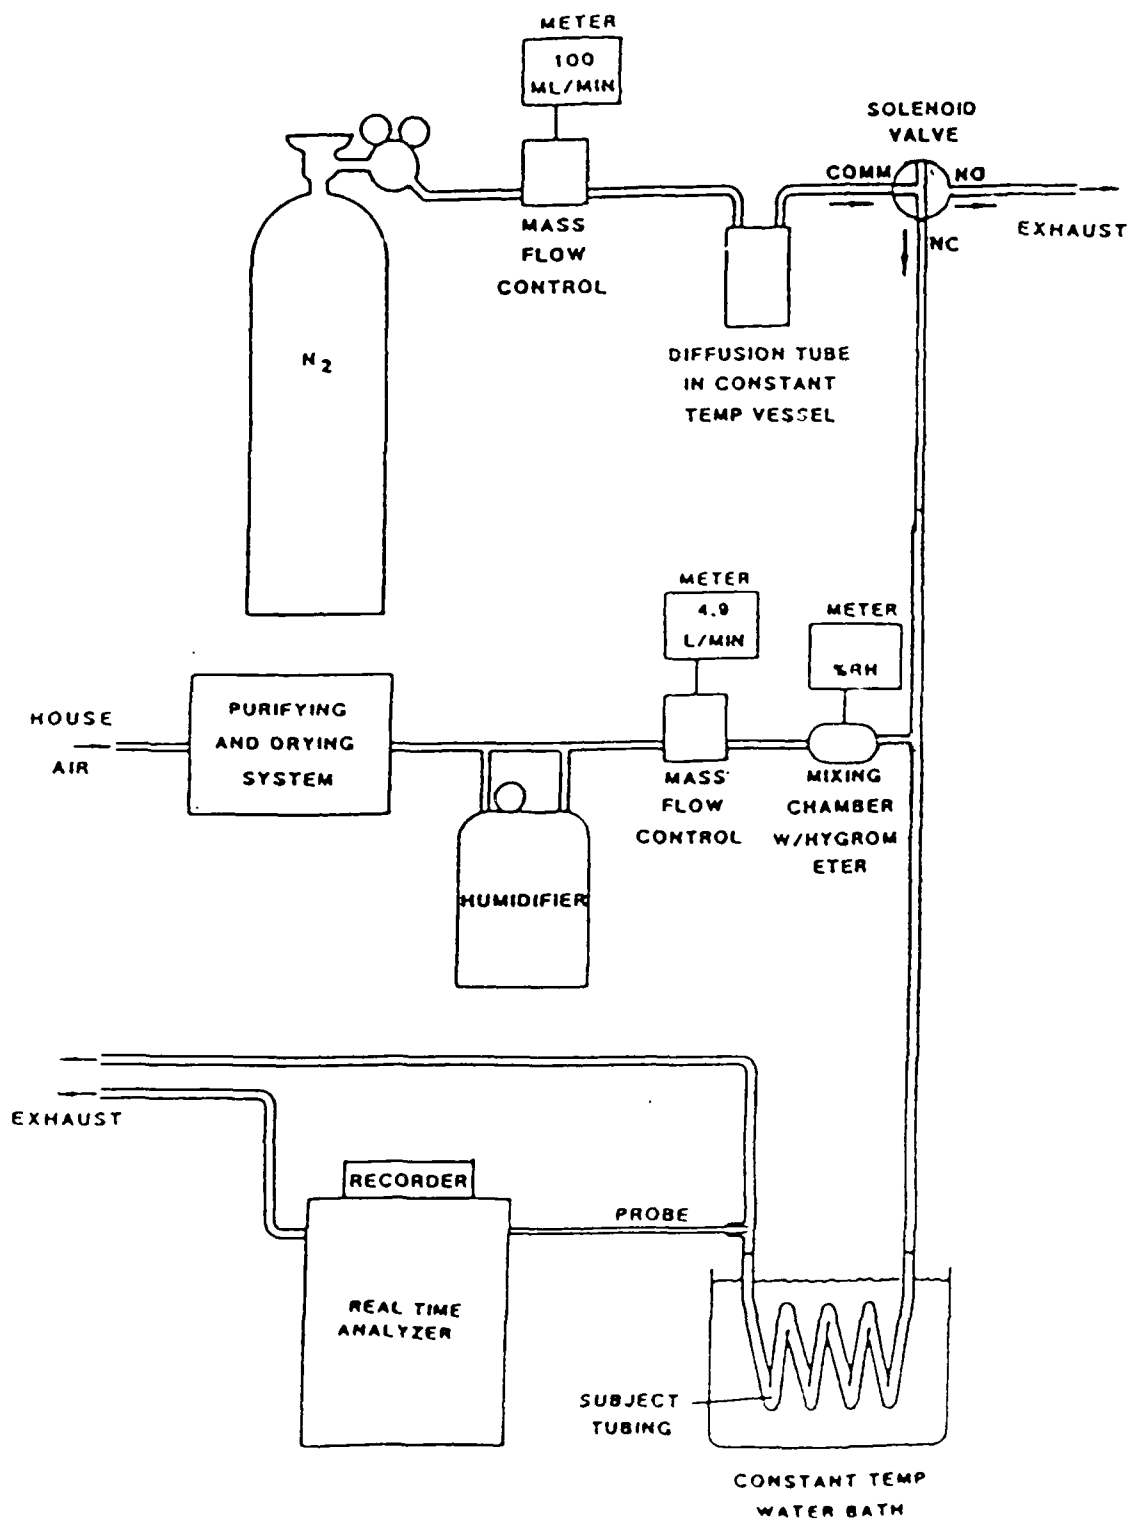 METER
100
ML/MIN
SOLENOID
VALVE
COMM
NO
EXHAUST
NC
MASS
FLOW
CONTROL
N2
DIFFUSION TUBE
IN CONSTANT
TEMP VESSEL
METER
4.9
L/MIN
METER
%RH
HOUSE
AIR
PURIFYING
AND DRYING
SYSTEM
MASS
FLOW
CONTROL
MIXING
CHAMBER
W/HYGROM
ETER
HUMIDIFIER
EXHAUST
RECORDER
PROBE
REAL TIME
ANALYZER
SUBJECT
TUBING
CONSTANT TEMP
WATER BATH